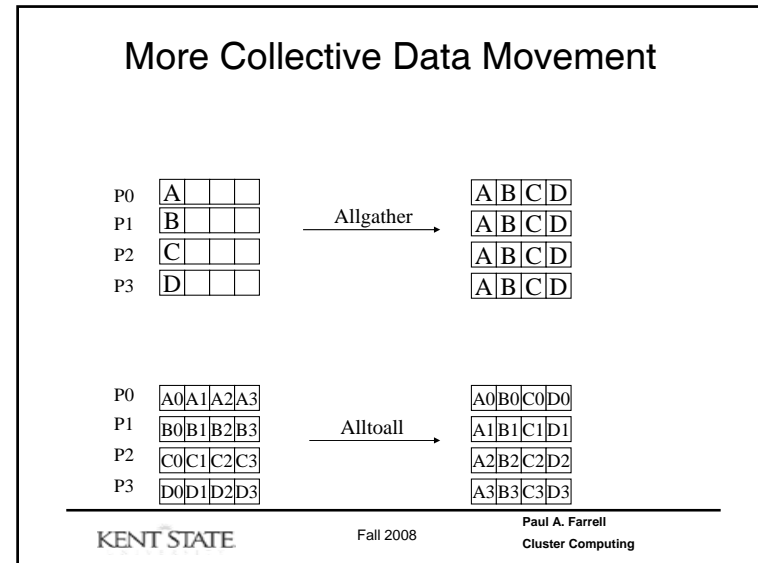 More Collective Data Movement
P0 A A B C D
P1 B Allgather A B C D
P2 C A B C D
P3 D A B C D
P0 A0 A1 A2 A3 A0 B0 C0 D0
P1 B0 B1 B2 B3 Alltoall A1 B1 C1 D1
P2 C0 C1 C2 C3 A2 B2 C2 D2
P3 D0 D1 D2 D3 A3 B3 C3 D3
KENT STATE Fall 2008 Paul A. Farrell
Cluster Computing